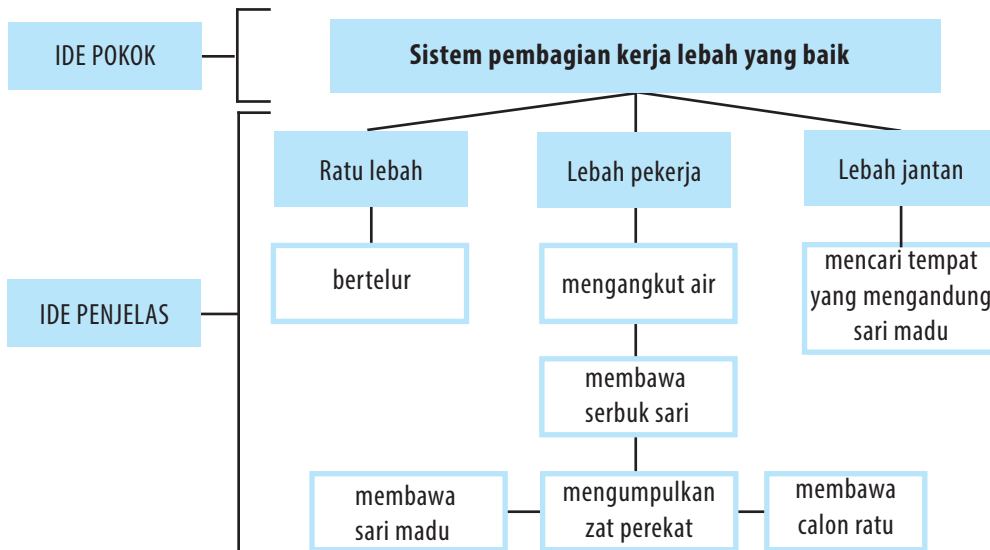 IDE POKOK
Sistem pembagian kerja lebah yang baik
Ratu lebah
Lebah pekerja
Lebah jantan
bertelur
mengangkut air
mencari tempat
yang mengandung
sari madu
IDE PENJELAS
membawa
serbuk sari
membawa
sari madu
mengumpulkan
zat perekat
membawa
calon ratu